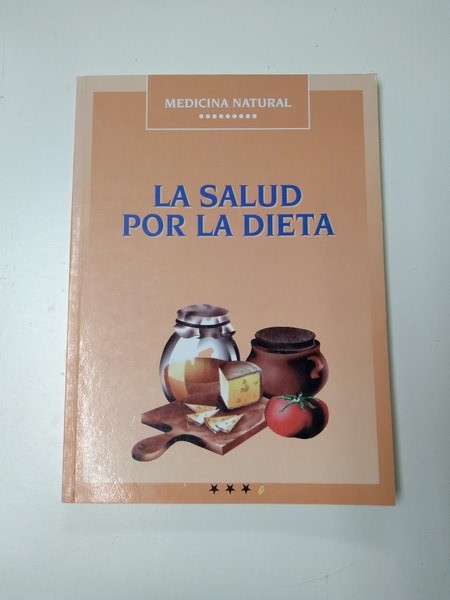 MEDICINA NATURAL
LA SALUD
POR LA DIETA